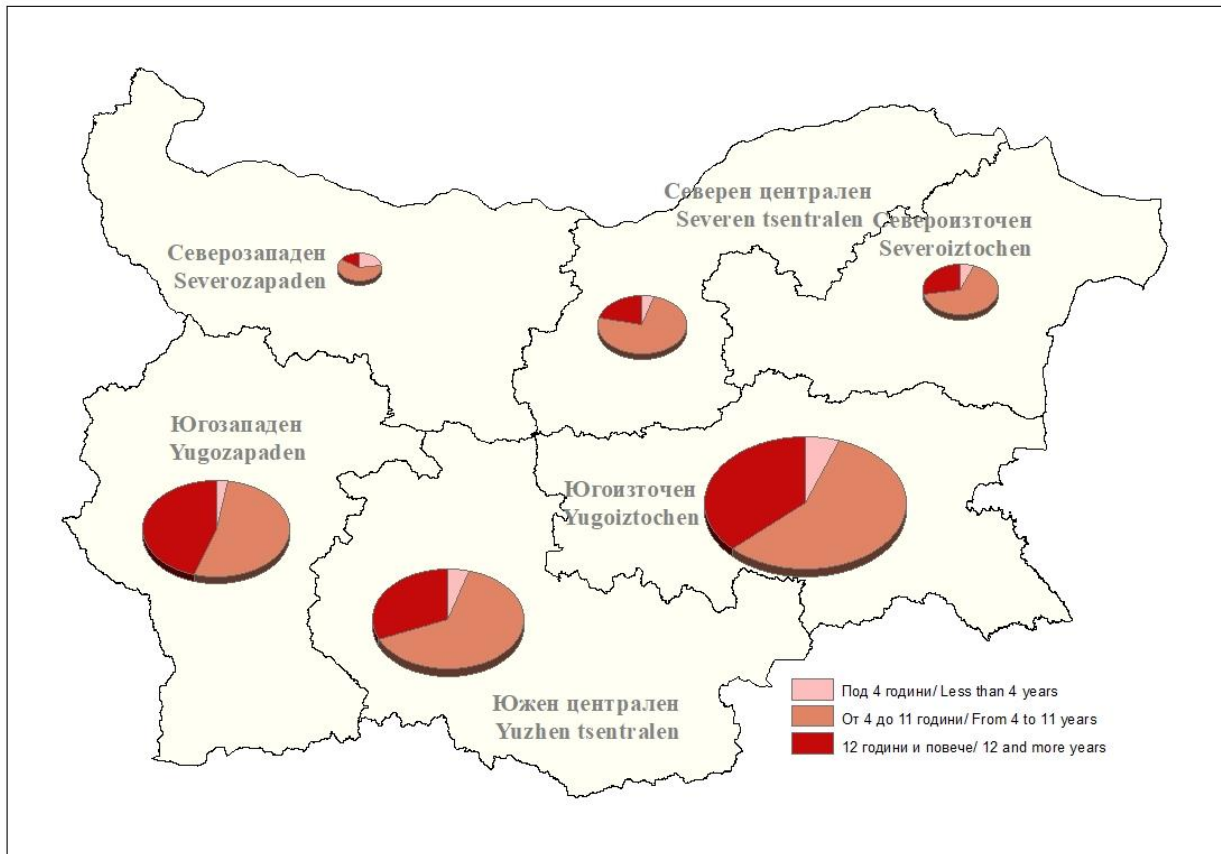 Северен централен
Severen tsentralen
Североизточен
Severoiztochen
Северозападен
Severozapaden
Югозападен
Yugozapaden
Югоизточен
Yugoiztochen
Южен централен
Yuzhen tsentralen
Под 4 години/ Less than 4 years
От 4 до 11 години/ From 4 to 11 years
12 години и повече/ 12 and more years